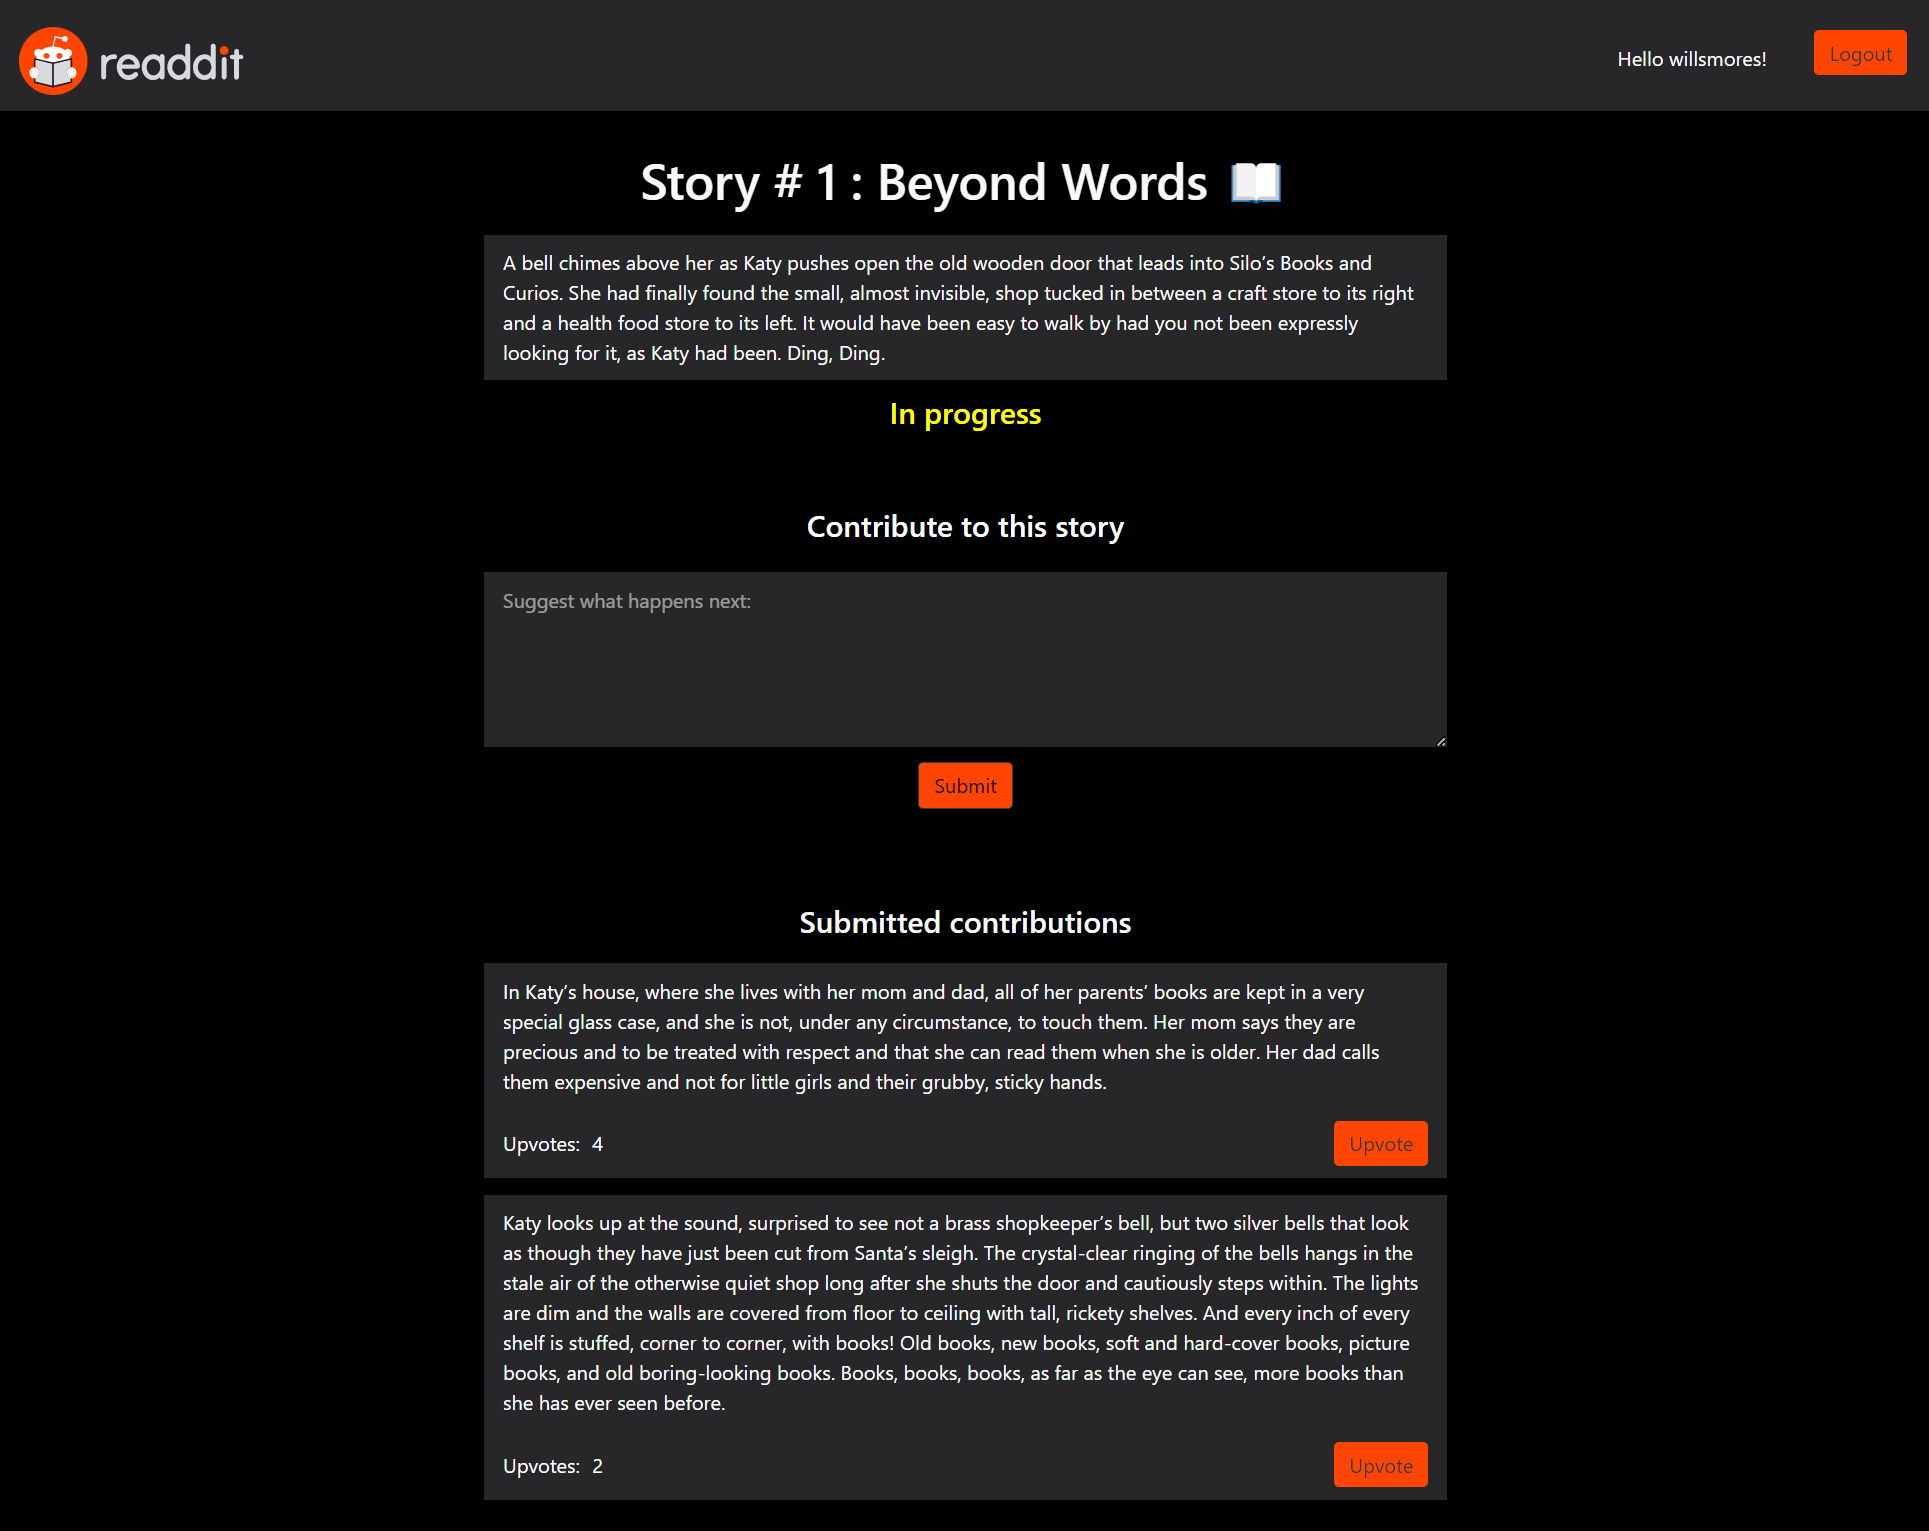 readdit
Hello willsmores!
Logout
Story # 1 : Beyond Words
A bell chimes above her as Katy pushes open the old wooden door that leads into Silo’s Books and
Curios. She had finally found the small, almost invisible, shop tucked in between a craft store to its right
and a health food store to its left. It would have been easy to walk by had you not been expressly
looking for it, as Katy had been. Ding, Ding.
In progress
Contribute to this story
Suggest what happens next:
Submit
Submitted contributions
In Katy’s house, where she lives with her mom and dad, all of her parents’ books are kept in a very
special glass case, and she is not, under any circumstance, to touch them. Her mom says they are
precious and to be treated with respect and that she can read them when she is older. Her dad calls
them expensive and not for little girls and their grubby, sticky hands.
Upvotes: 4
Upvote
Katy looks up at the sound, surprised to see not a brass shopkeeper’s bell, but two silver bells that look
as though they have just been cut from Santa’s sleigh. The crystal-clear ringing of the bells hangs in the
stale air of the otherwise quiet shop long after she shuts the door and cautiously steps within. The lights
are dim and the walls are covered from floor to ceiling with tall, rickety shelves. And every inch of every
shelf is stuffed, corner to corner, with books! Old books, new books, soft and hard-cover books, picture
books, and old boring-looking books. Books, books, books, as far as the eye can see, more books than
she has ever seen before.
Upvotes: 2
Upvote